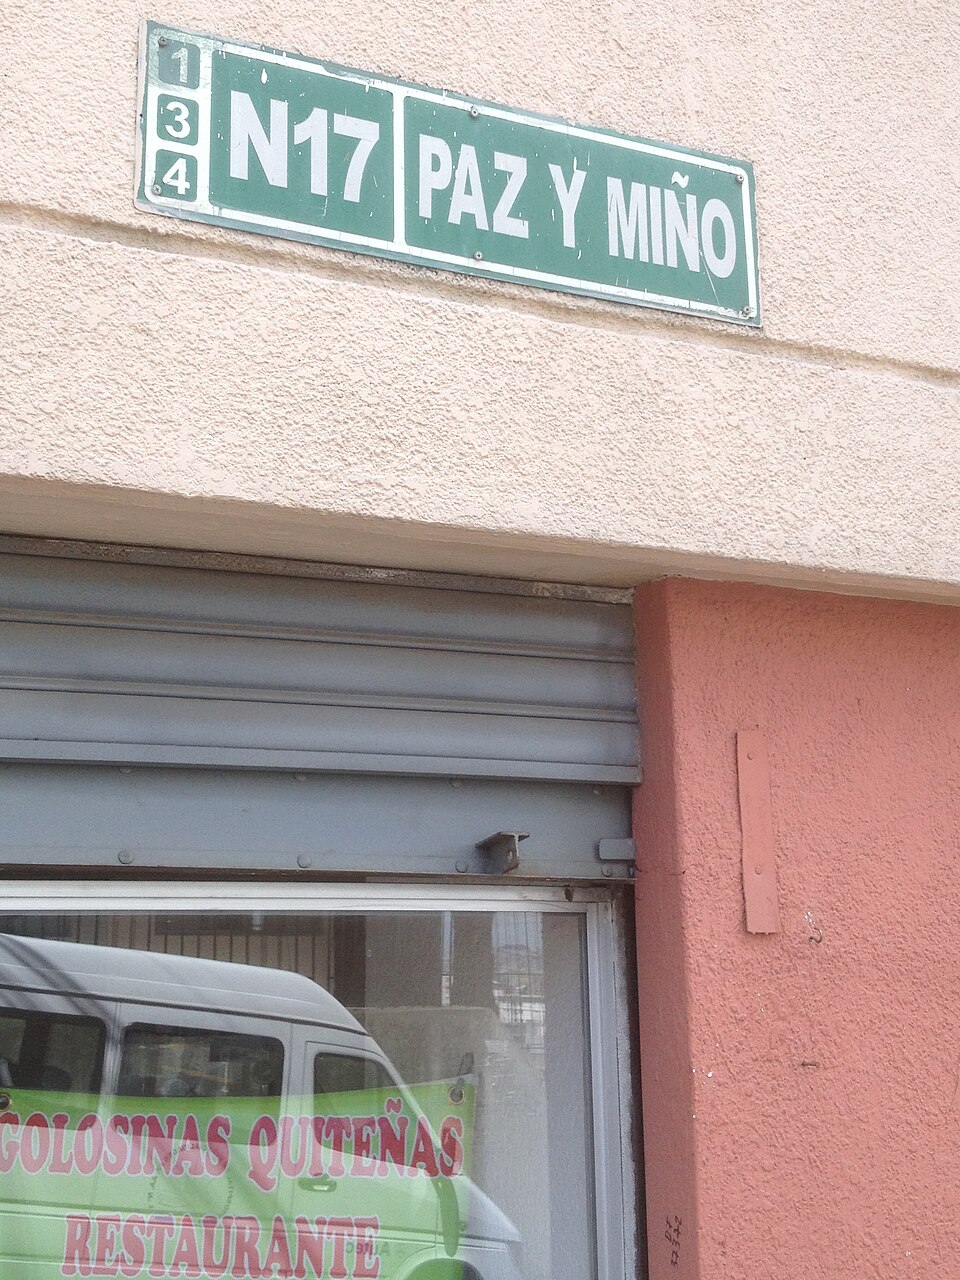 1
3
4
N17
PAZ Y MIÑO
GOLOSINAS QUITEÑAS
RESTAURANTE